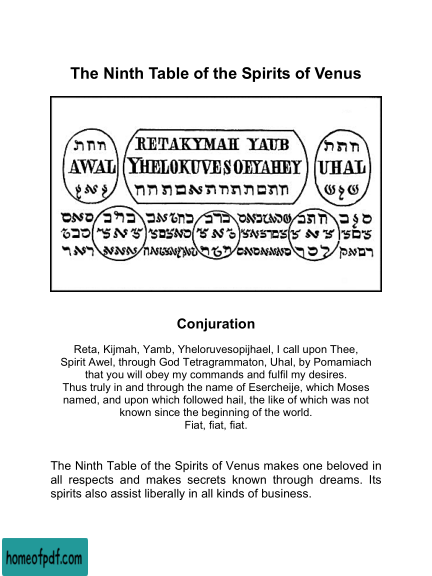 The Ninth Table of the Spirits of Venus
RETAKYMAH YAUB
AWAL
YHELOKUVESOEYAHEY
UHAL
Conjuration
Reta, Kijmah, Yamb, Yheloruvesopijhael, I call upon Thee,
Spirit Awel, through God Tetragrammaton, Uhal, by Pomamiach
that you will obey my commands and fulfil my desires.
Thus truly in and through the name of Esercheije, which Moses
named, and upon which followed hail, the like of which was not
known since the beginning of the world.
Fiat, fiat, fiat.
The Ninth Table of the Spirits of Venus makes one beloved in
all respects and makes secrets known through dreams. Its
spirits also assist liberally in all kinds of business.
homeofpdf.com